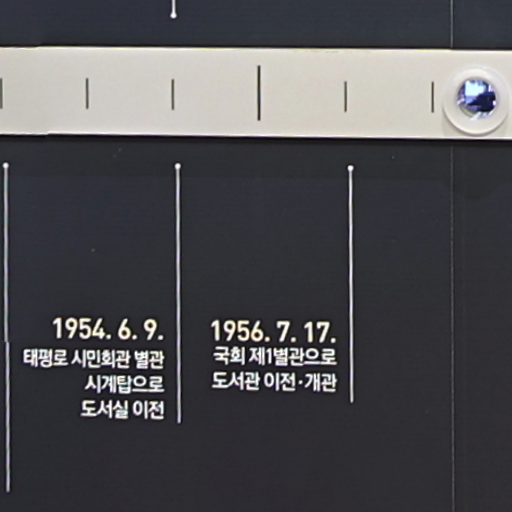 1954. 6. 9.
태평로 시민회관 별관
시계탑으로
도서실 이전
1956. 7. 17.
국회 제1별관으로
도서관 이전·개관